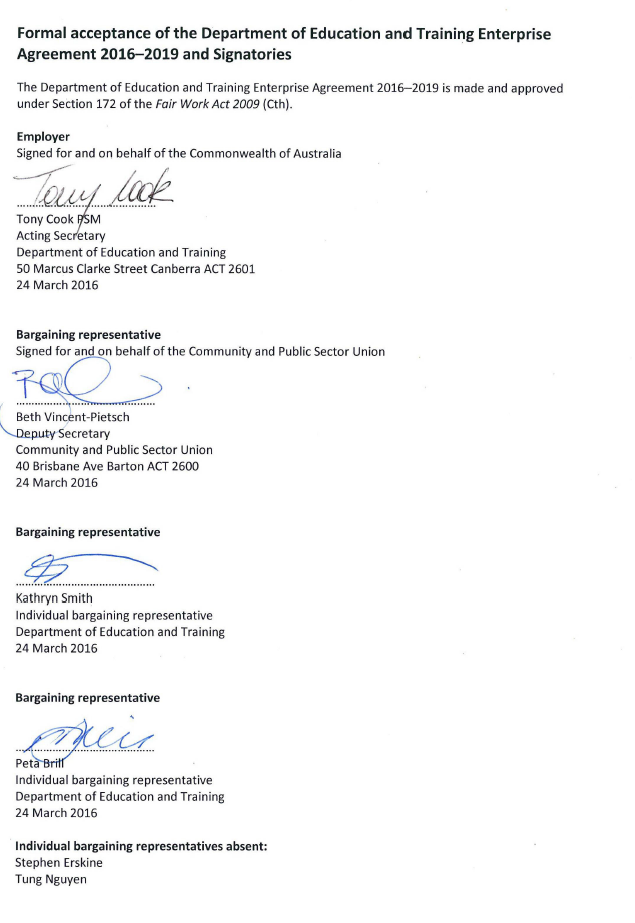 Formal acceptance of the Department of Education and Training Enterprise
Agreement 2016–2019 and Signatories
The Department of Education and Training Enterprise Agreement 2016–2019 is made and approved
under Section 172 of the Fair Work Act 2009 (Cth).
Employer
Signed for and on behalf of the Commonwealth of Australia
Tony Cook
Tony Cook PSM
Acting Secretary
Department of Education and Training
50 Marcus Clarke Street Canberra ACT 2601
24 March 2016
Bargaining representative
Signed for and on behalf of the Community and Public Sector Union
Beth Vincent-Pietsch
Deputy Secretary
Community and Public Sector Union
40 Brisbane Ave Barton ACT 2600
24 March 2016
Bargaining representative
Kathryn Smith
Individual bargaining representative
Department of Education and Training
24 March 2016
Bargaining representative
Peta Brill
Individual bargaining representative
Department of Education and Training
24 March 2016
Individual bargaining representatives absent:
Stephen Erskine
Tung Nguyen